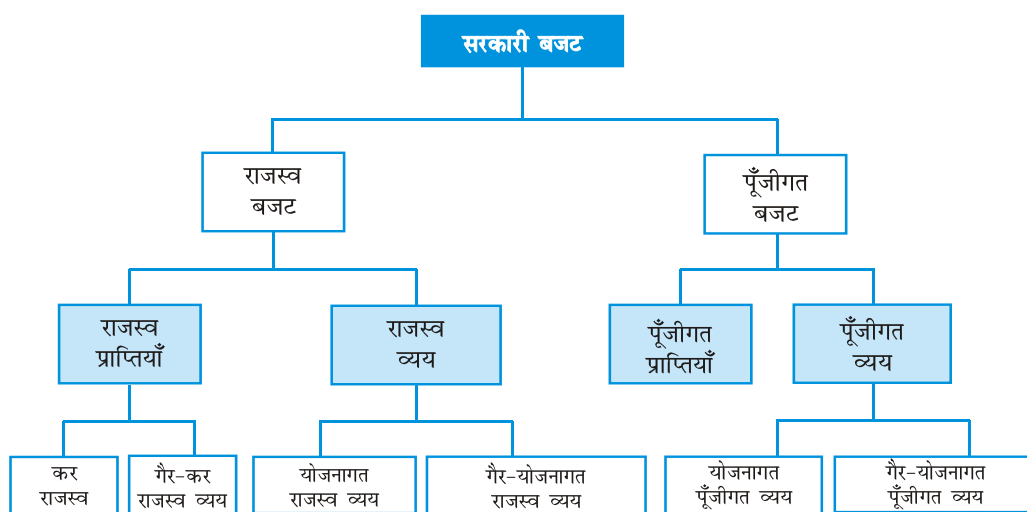 सरकारी बजट
राजस्व
बजट
पूँजीगत
बजट
राजस्व
प्राप्तियाँ
राजस्व
व्यय
पूँजीगत
प्राप्तियाँ
पूँजीगत
व्यय
कर
राजस्व
गैर-कर
राजस्व व्यय
योजनागत
राजस्व व्यय
गैर-योजनागत
राजस्व व्यय
योजनागत
पूँजीगत व्यय
गैर-योजनागत
पूँजीगत व्यय